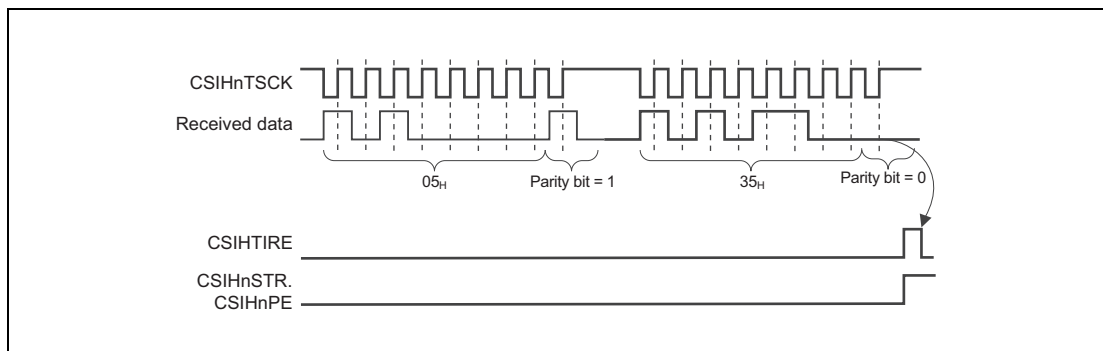 CSIHnTSCK
Received data
05H
Parity bit = 1
35H
Parity bit = 0
CSIHTIRE
CSIHnSTR.
CSIHnPE